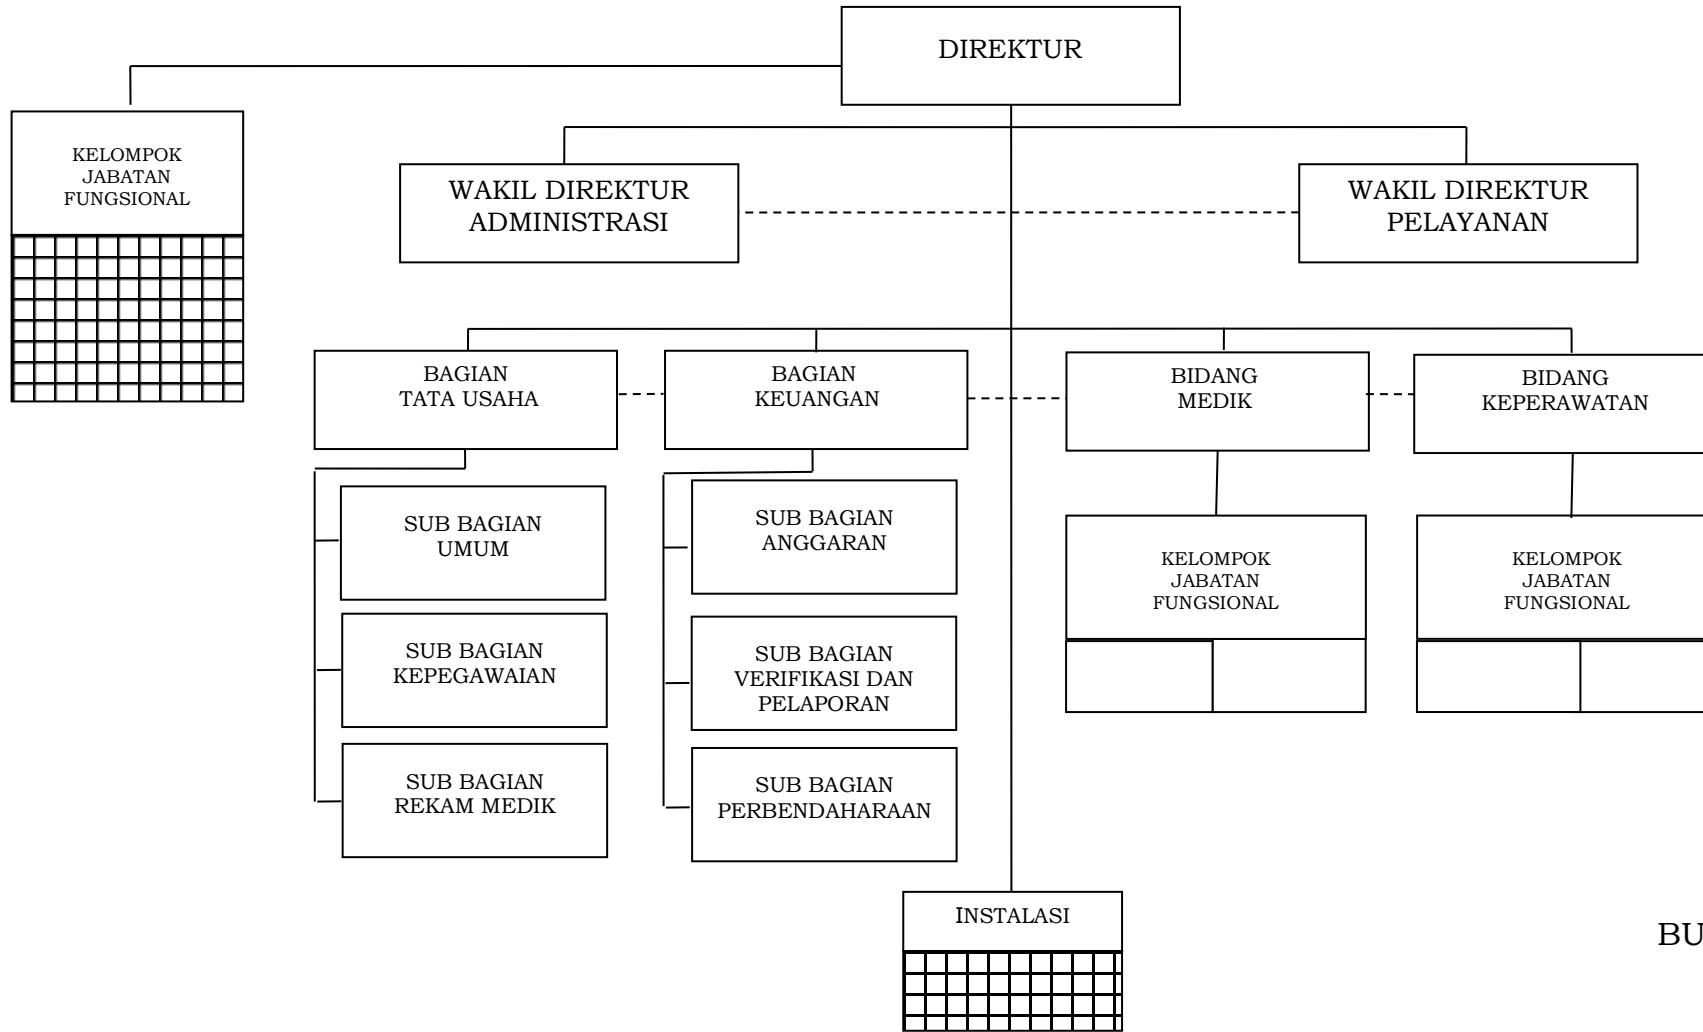 DIREKTUR
KELOMPOK
JABATAN
FUNGSIONAL
WAKIL DIREKTUR
ADMINISTRASI
WAKIL DIREKTUR
PELAYANAN
BAGIAN
TATA USAHA
BAGIAN
KEUANGAN
BIDANG
MEDIK
BIDANG
KEPERAWATAN
SUB BAGIAN
UMUM
SUB BAGIAN
KEPEGAWAIAN
SUB BAGIAN
REKAM MEDIK
SUB BAGIAN
ANGGARAN
SUB BAGIAN
VERIFIKASI DAN
PELAPORAN
SUB BAGIAN
PERBENDAHARAAN
KELOMPOK
JABATAN
FUNGSIONAL
KELOMPOK
JABATAN
FUNGSIONAL
INSTALASI
BU